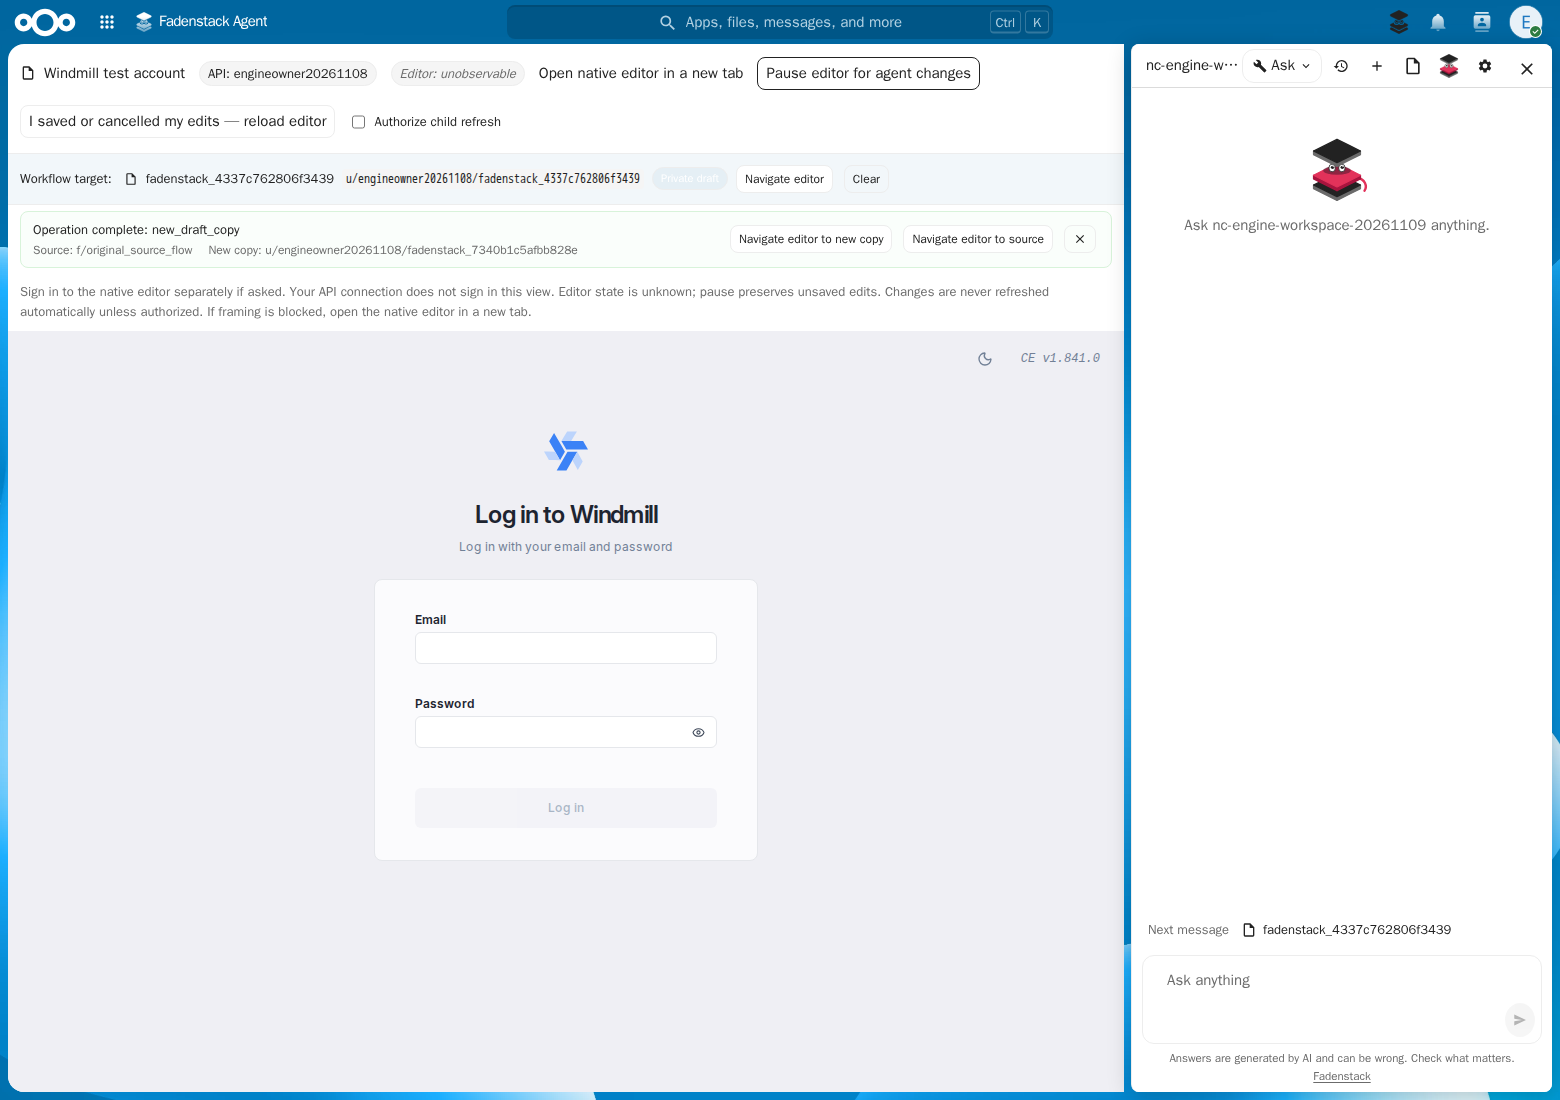 Fadenstack Agent
Apps, files, messages, and more
Ctrl K
E
Windmill test account
API: engineowner20261108
Editor: unobservable
Open native editor in a new tab
Pause editor for agent changes
I saved or cancelled my edits — reload editor
Authorize child refresh
Workflow target:
fadenstack_4337c762806f3439
u/engineowner20261108/fadenstack_4337c762806f3439
Private draft
Navigate editor
Clear
Operation complete: new_draft_copy
Source: f/original_source_flow New copy: u/engineowner20261108/fadenstack_7340b1c5afbb828e
Navigate editor to new copy
Navigate editor to source
Sign in to the native editor separately if asked. Your API connection does not sign in this view. Editor state is unknown; pause preserves unsaved edits. Changes are never refreshed
automatically unless authorized. If framing is blocked, open the native editor in a new tab.
CE v1.841.0
Log in to Windmill
Log in with your email and password
Email
Password
Log in
nc-engine-w···
Ask
Ask nc-engine-workspace-20261109 anything.
Next message
fadenstack_4337c762806f3439
Ask anything
Answers are generated by AI and can be wrong. Check what matters.
Fadenstack